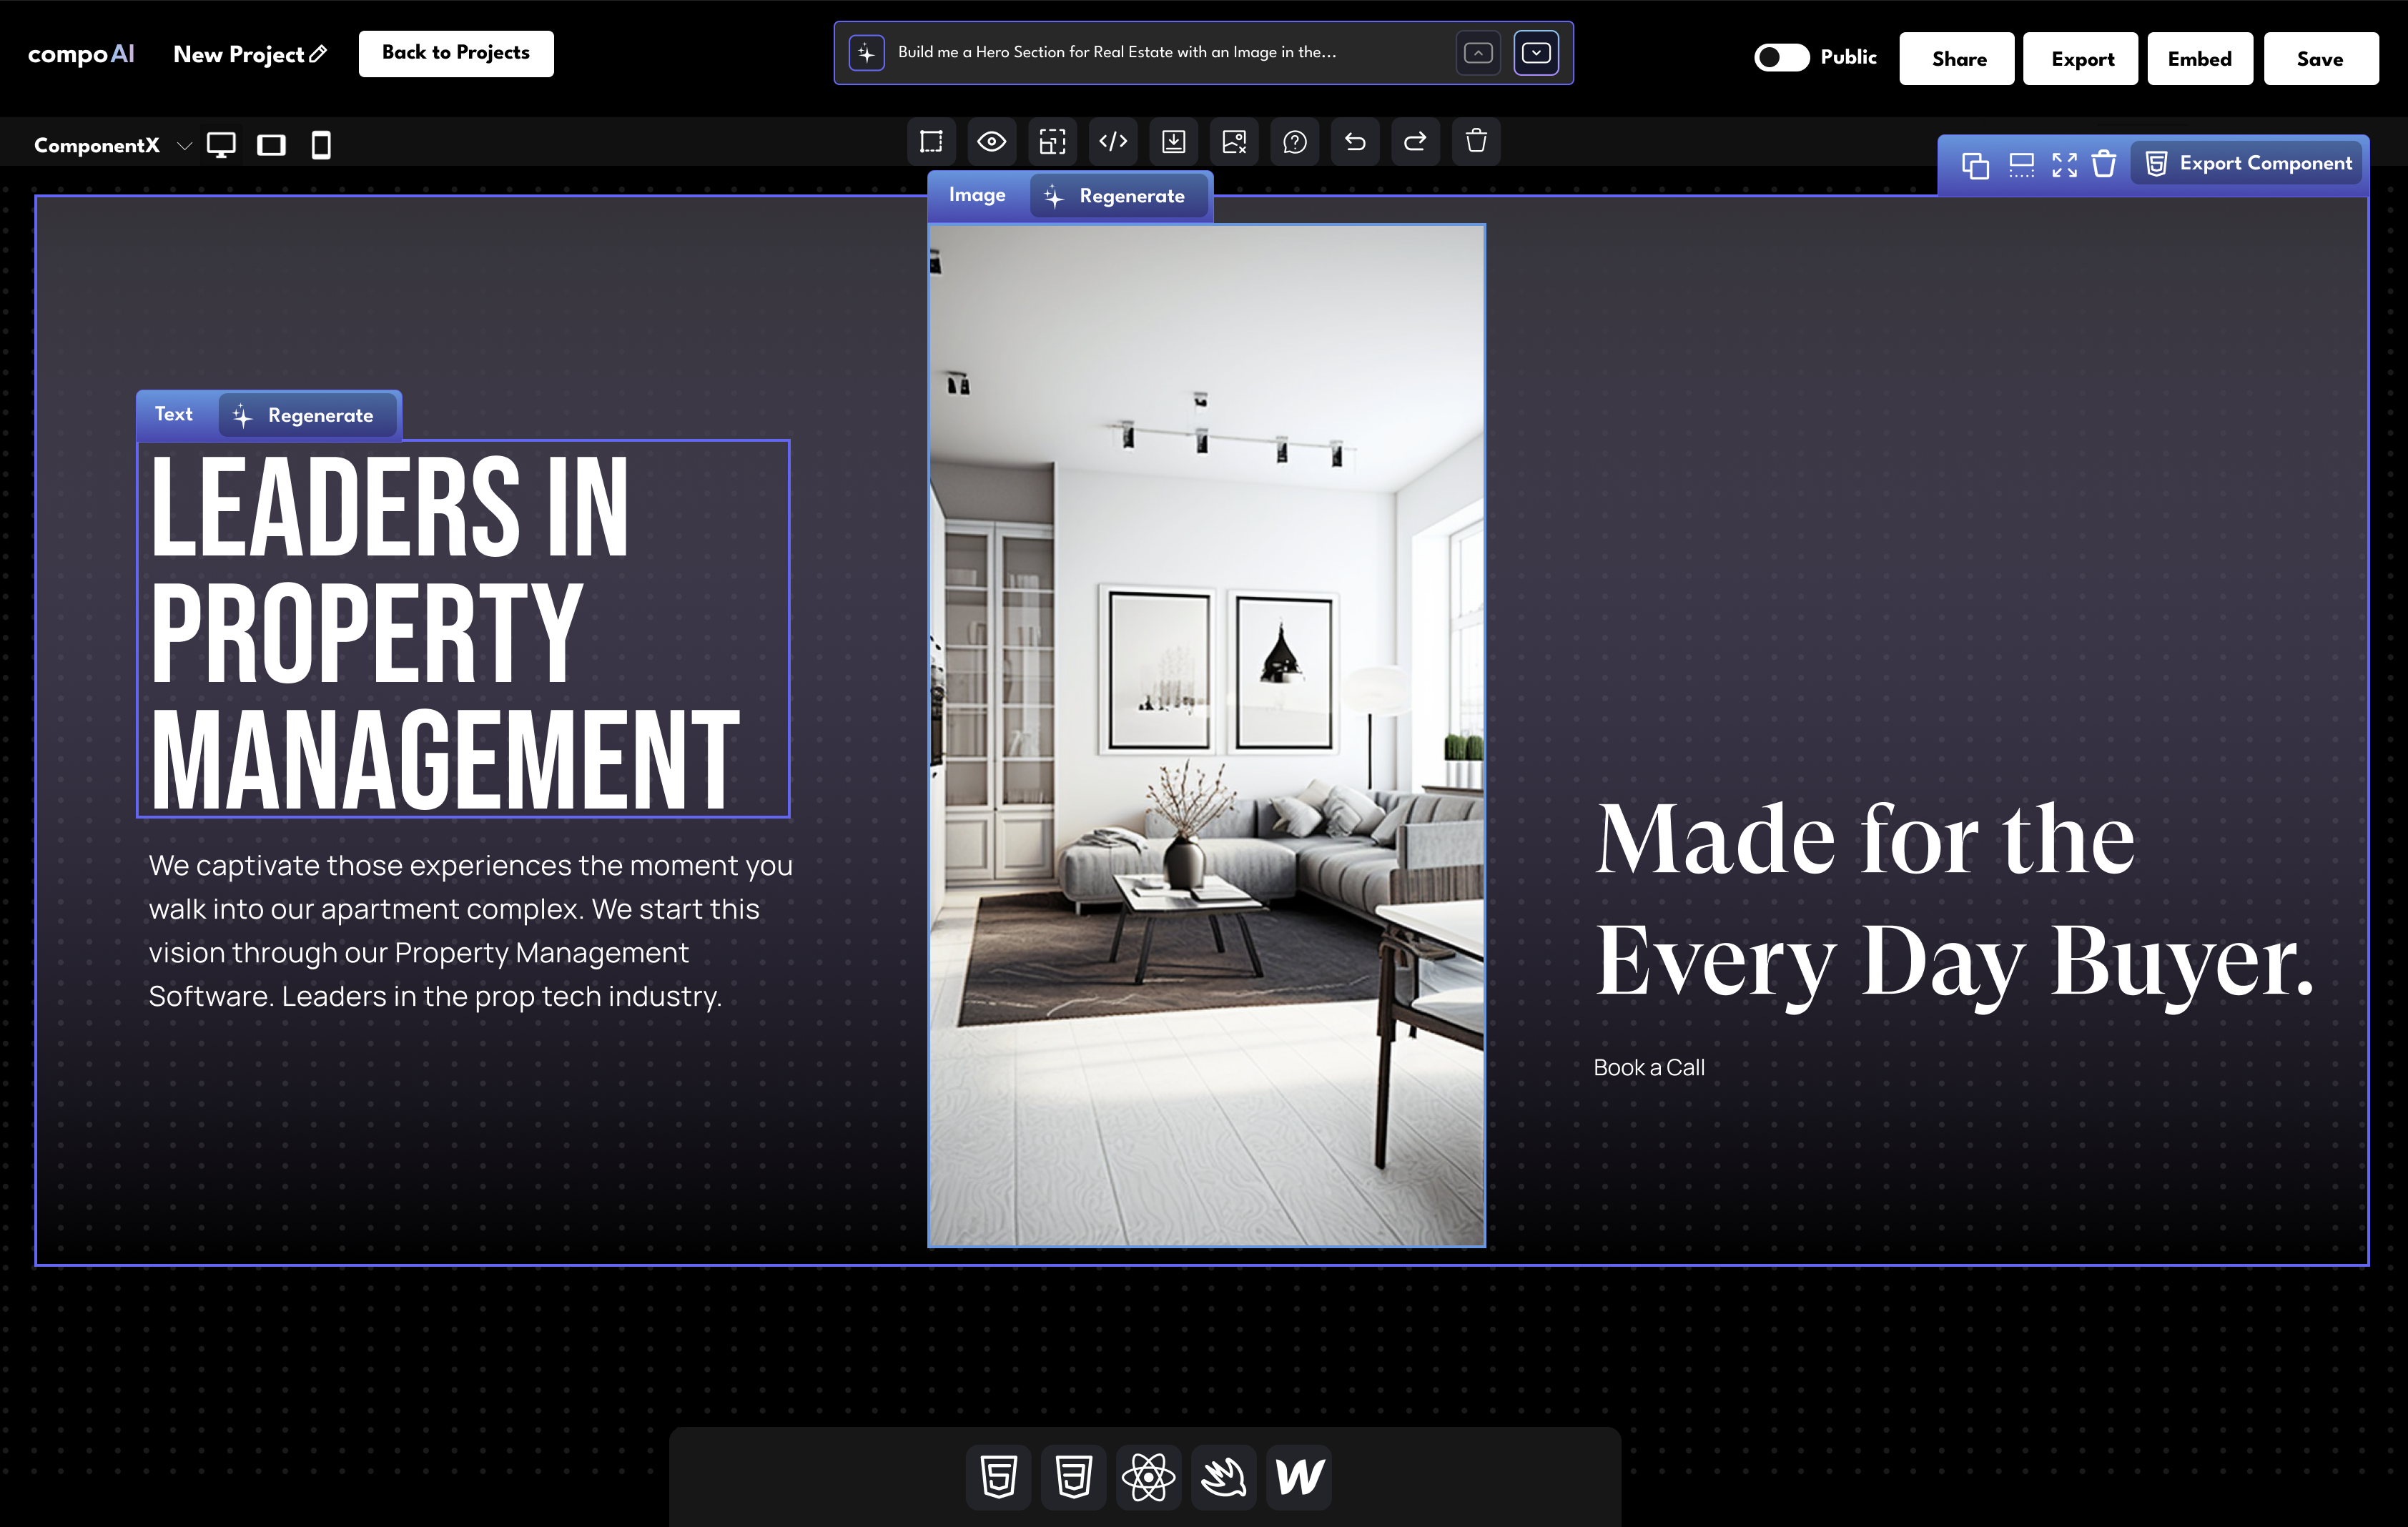 compo AI
New Project
Back to Projects
Build me a Hero Section for Real Estate with an Image in the...
Public
Share
Export
Embed
Save
ComponentX
Export Component
Image
Regenerate
Text
Regenerate
LEADERS IN
PROPERTY
MANAGEMENT
We captivate those experiences the moment you
walk into our apartment complex. We start this
vision through our Property Management
Software. Leaders in the prop tech industry.
Made for the
Every Day Buyer.
Book a Call